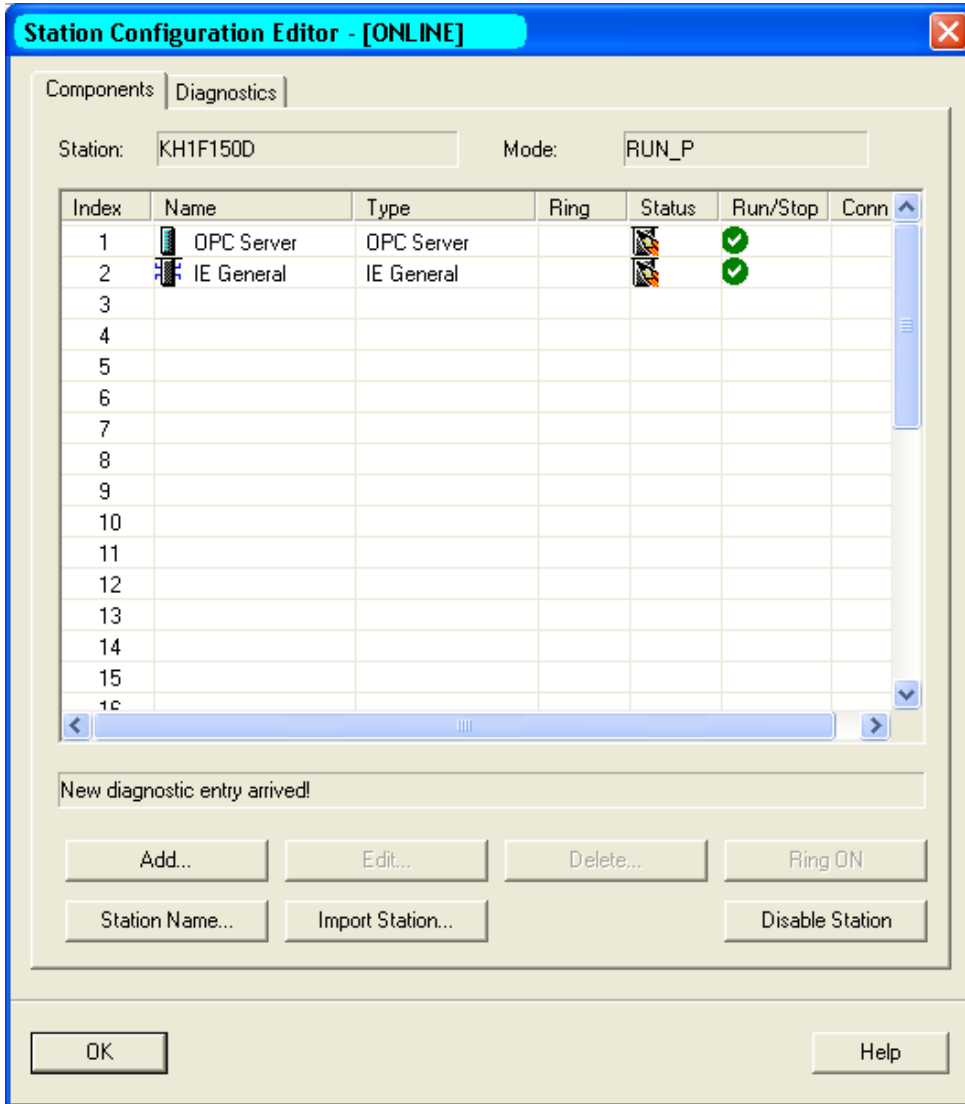 Station Configuration Editor - [ONLINE]
Components Diagnostics
Station: KH1F150D Mode: RUN_P
Index Name Type Ring Status Run/Stop Conn
1 OPC Server OPC Server
2 IE General IE General
3
4
5
6
7
8
9
10
11
12
13
14
15
16
New diagnostic entry arrived!
Add... Edit... Delete... Ring ON
Station Name... Import Station... Disable Station
OK Help